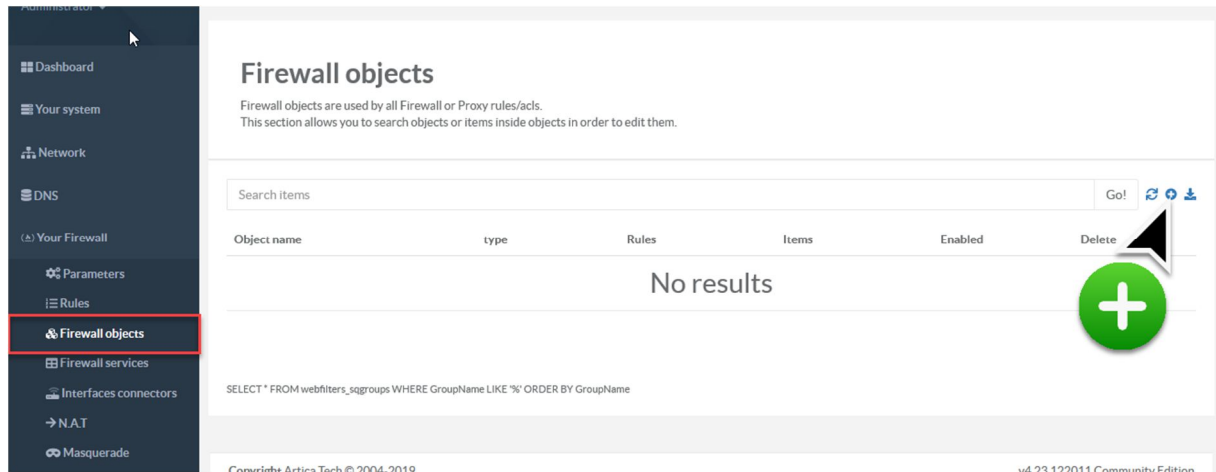 Administrator
Dashboard
Your system
Network
DNS
Your Firewall
Parameters
Rules
Firewall objects
Firewall services
Interfaces connectors
N.A.T
Masquerade
Firewall objects
Firewall objects are used by all Firewall or Proxy rules/acls.
This section allows you to search objects or items inside objects in order to edit them.
Search items Go!
Object name type Rules Items Enabled Delete
No results
SELECT * FROM webfilters_sqgroups WHERE GroupName LIKE '%' ORDER BY GroupName
Copyright Artica Tech © 2004-2019 v4.23.122011 Community Edition